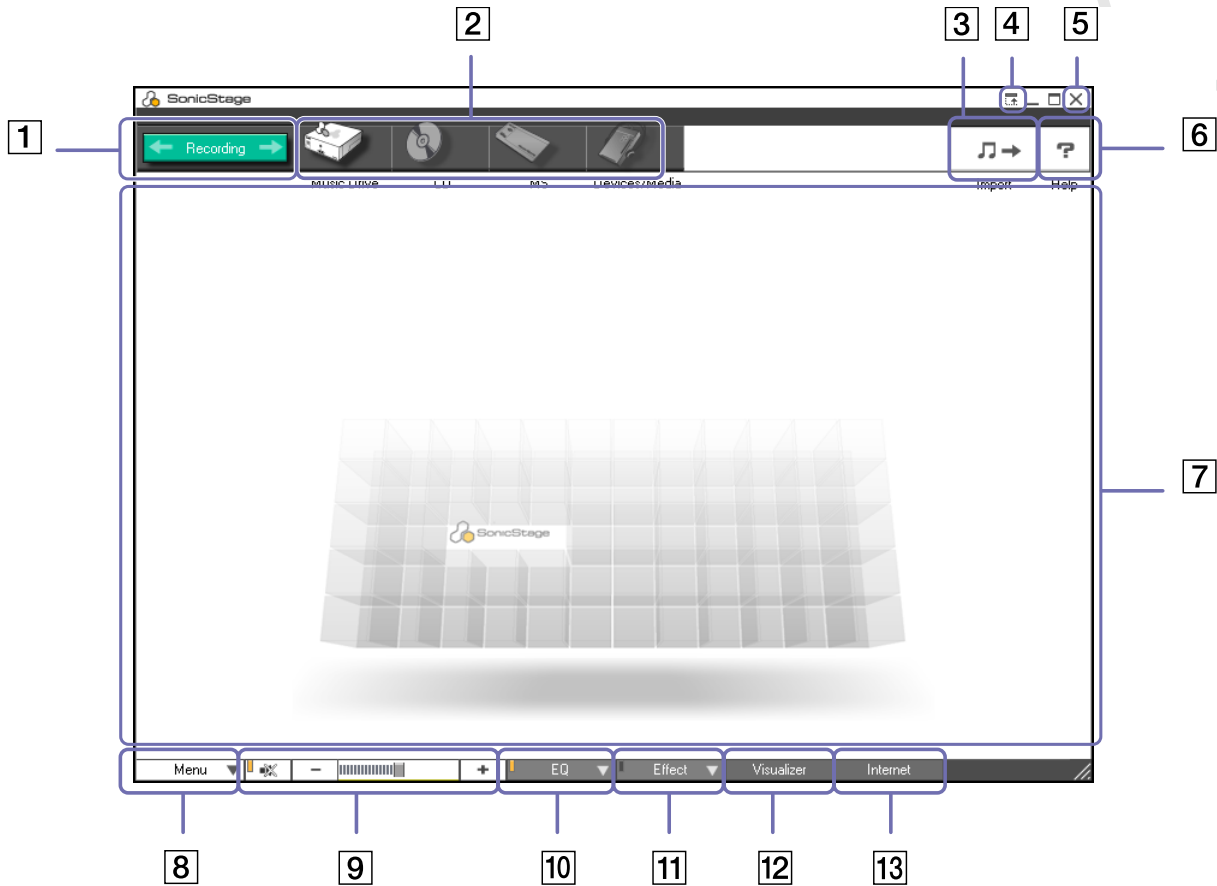 2
3
4
5
SonicStage
1
Recording
6
Music Drive
CD
MS
Devices/Media
Import
Help
7
SonicStage
Menu
EQ
Effect
Visualizer
Internet
8
9
10
11
12
13